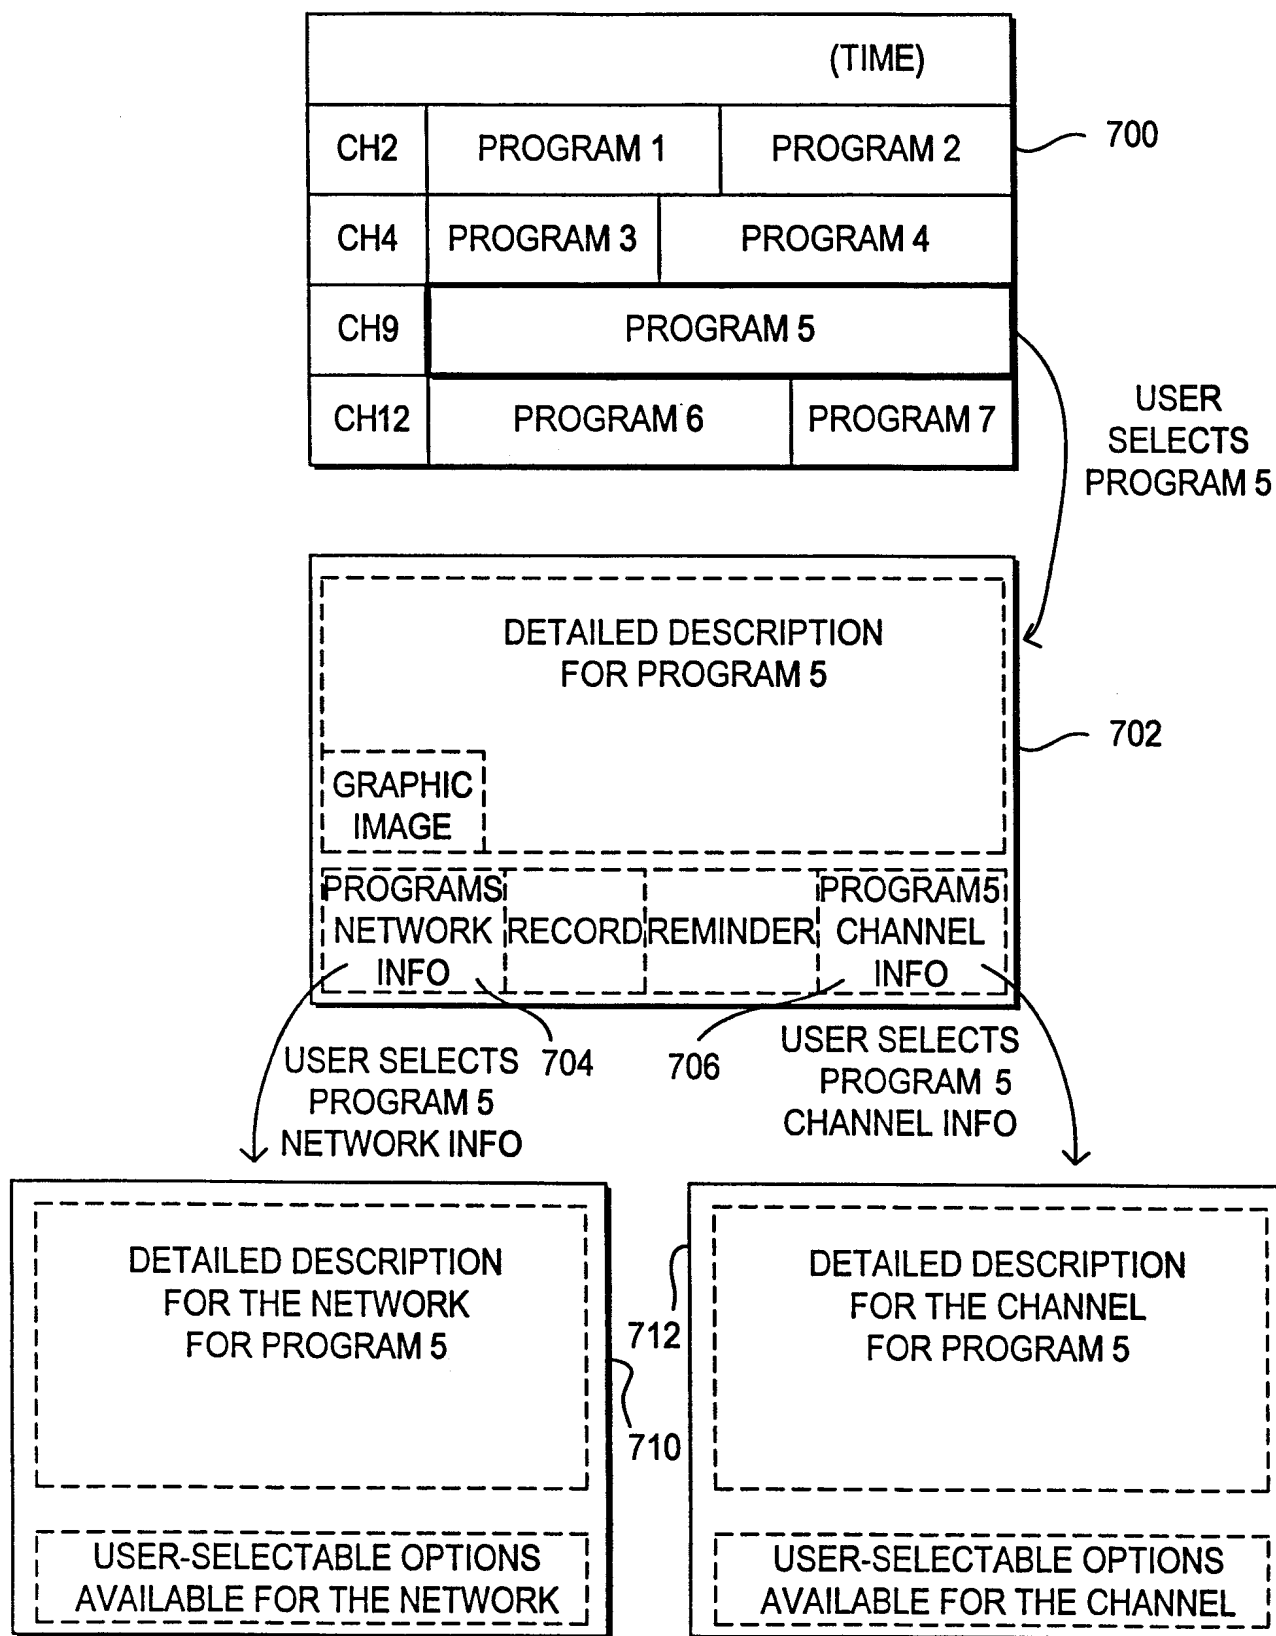 (TIME)
CH2 PROGRAM 1 PROGRAM 2
700
CH4 PROGRAM 3 PROGRAM 4
CH9 PROGRAM 5
CH12 PROGRAM 6 PROGRAM 7
USER
SELECTS
PROGRAM 5
DETAILED DESCRIPTION
FOR PROGRAM 5
702
GRAPHIC
IMAGE
PROGRAMS
NETWORK
INFO
RECORD
REMINDER
PROGRAM5
CHANNEL
INFO
704
706
USER SELECTS
PROGRAM 5
NETWORK INFO
USER SELECTS
PROGRAM 5
CHANNEL INFO
DETAILED DESCRIPTION
FOR THE NETWORK
FOR PROGRAM 5
710
USER-SELECTABLE OPTIONS
AVAILABLE FOR THE NETWORK
712
DETAILED DESCRIPTION
FOR THE CHANNEL
FOR PROGRAM 5
USER-SELECTABLE OPTIONS
AVAILABLE FOR THE CHANNEL